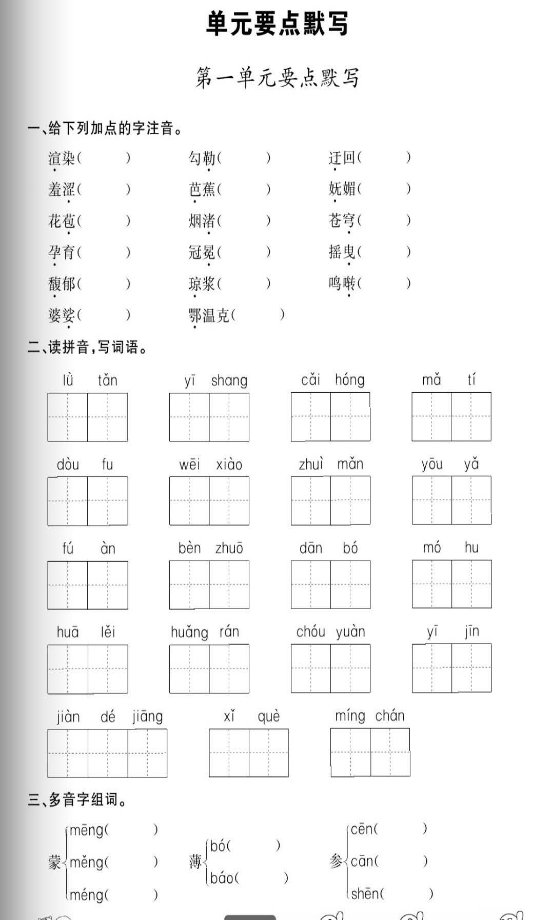 单元要点默写
第一单元要点默写
一、给下列加点的字注音。
渲染( ) 勾勒( ) 迂回( )
羞涩( ) 芭蕉( ) 妩媚( )
花苞( ) 烟渚( ) 苍穹( )
孕育( ) 冠冕( ) 摇曳( )
馥郁( ) 琼浆( ) 鸣啭( )
婆娑( ) 鄂温克( )
二、读拼音,写词语。
lǜ tǎn yī shang cǎi hóng mǎ tí
dòu fu wēi xiào zhuì mǎn yōu yǎ
fú àn bèn zhuō dān bó mó hu
huā lěi huǎng rán chóu yuàn yī jīn
jiàn dé jiāng xǐ què míng chán
三、多音字组词。
蒙 mēng( ) měng( ) méng( ) 薄 bó( ) báo( ) 参 cēn( ) cān( ) shēn( )